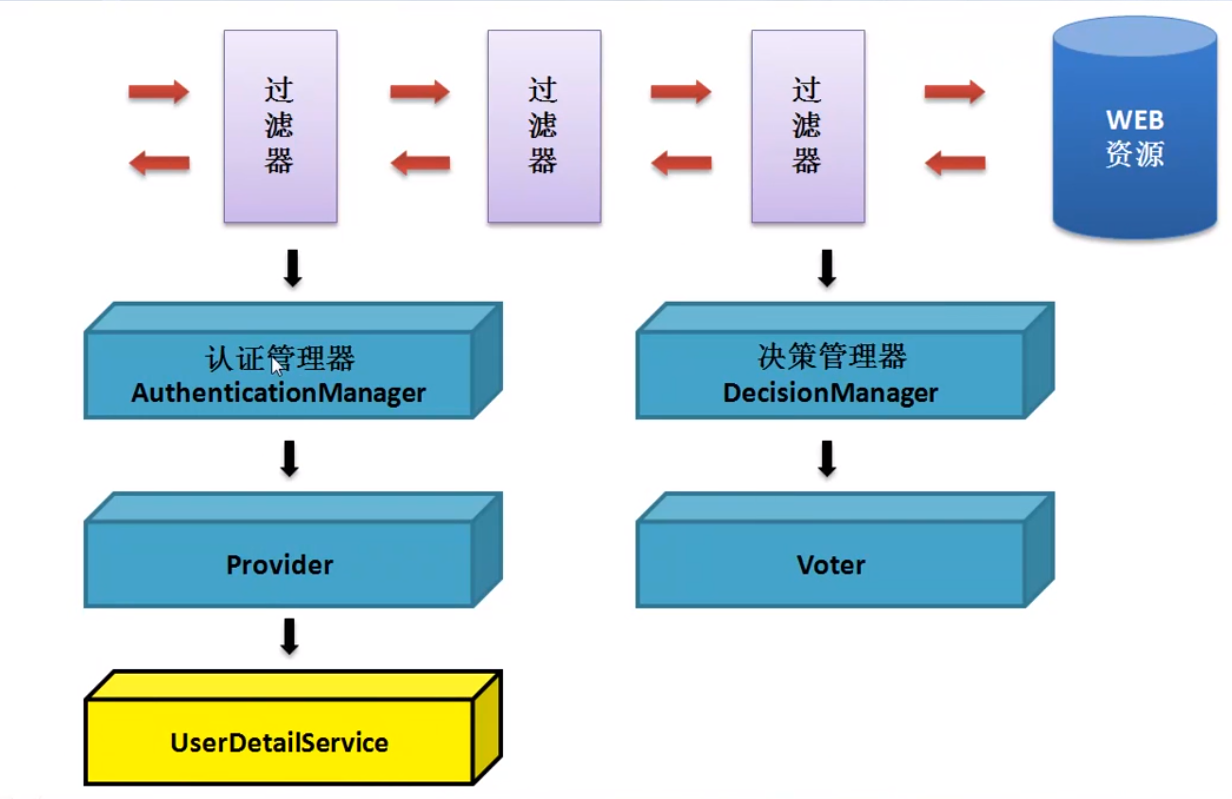 过
滤
器
过
滤
器
过
滤
器
WEB
资源
认证管理器
AuthenticationManager
决策管理器
DecisionManager
Provider
Voter
UserDetailService